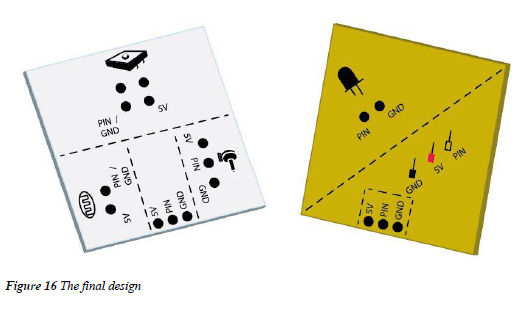 PIN /
GND
5V
PIN /
GND
5V
5V
PIN
GND
5V
PIN
GND
PIN
GND
GND
5V
PIN
5V
PIN
GND
Figure 16 The final design